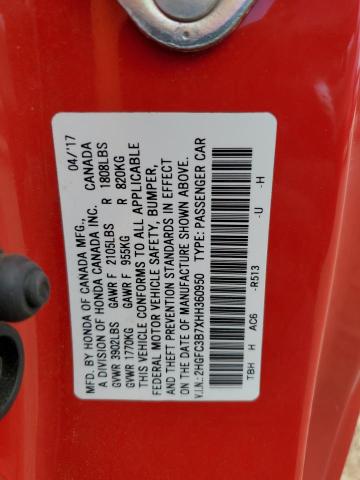 MFD. BY HONDA OF CANADA MFG., 04/'17
A DIVISION OF HONDA CANADA INC. CANADA
GVWR 3902LBS GAWR F 2105LBS R 1808LBS
GVWR 1770KG GAWR F 955KG R 820KG
THIS VEHICLE CONFORMS TO ALL APPLICABLE
FEDERAL MOTOR VEHICLE SAFETY, BUMPER,
AND THEFT PREVENTION STANDARDS IN EFFECT
ON THE DATE OF MANUFACTURE SHOWN ABOVE.
V.I.N.: 2HGFC3B7XHH360950 TYPE: PASSENGER CAR
TBH H AC6 -R513 -U -H